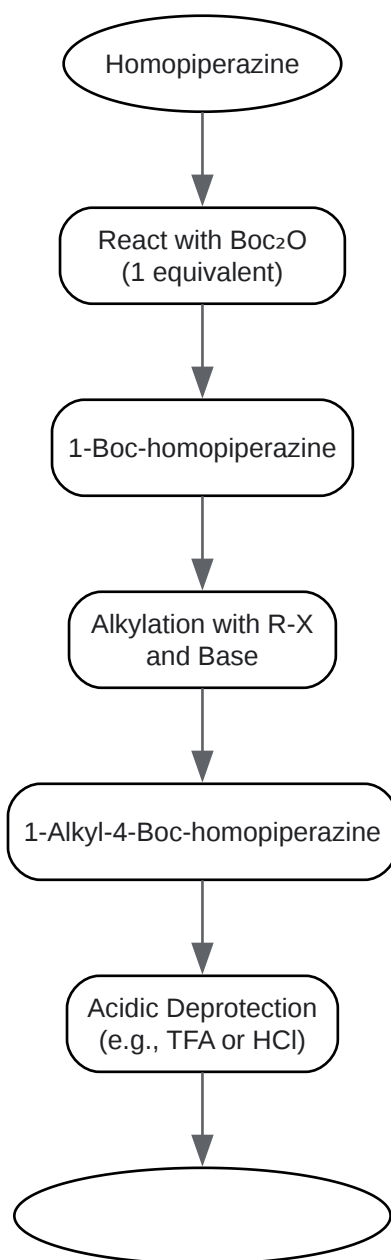 Homopiperazine
React with Boc₂O
(1 equivalent)
1-Boc-homopiperazine
Alkylation with R-X
and Base
1-Alkyl-4-Boc-homopiperazine
Acidic Deprotection
(e.g., TFA or HCl)